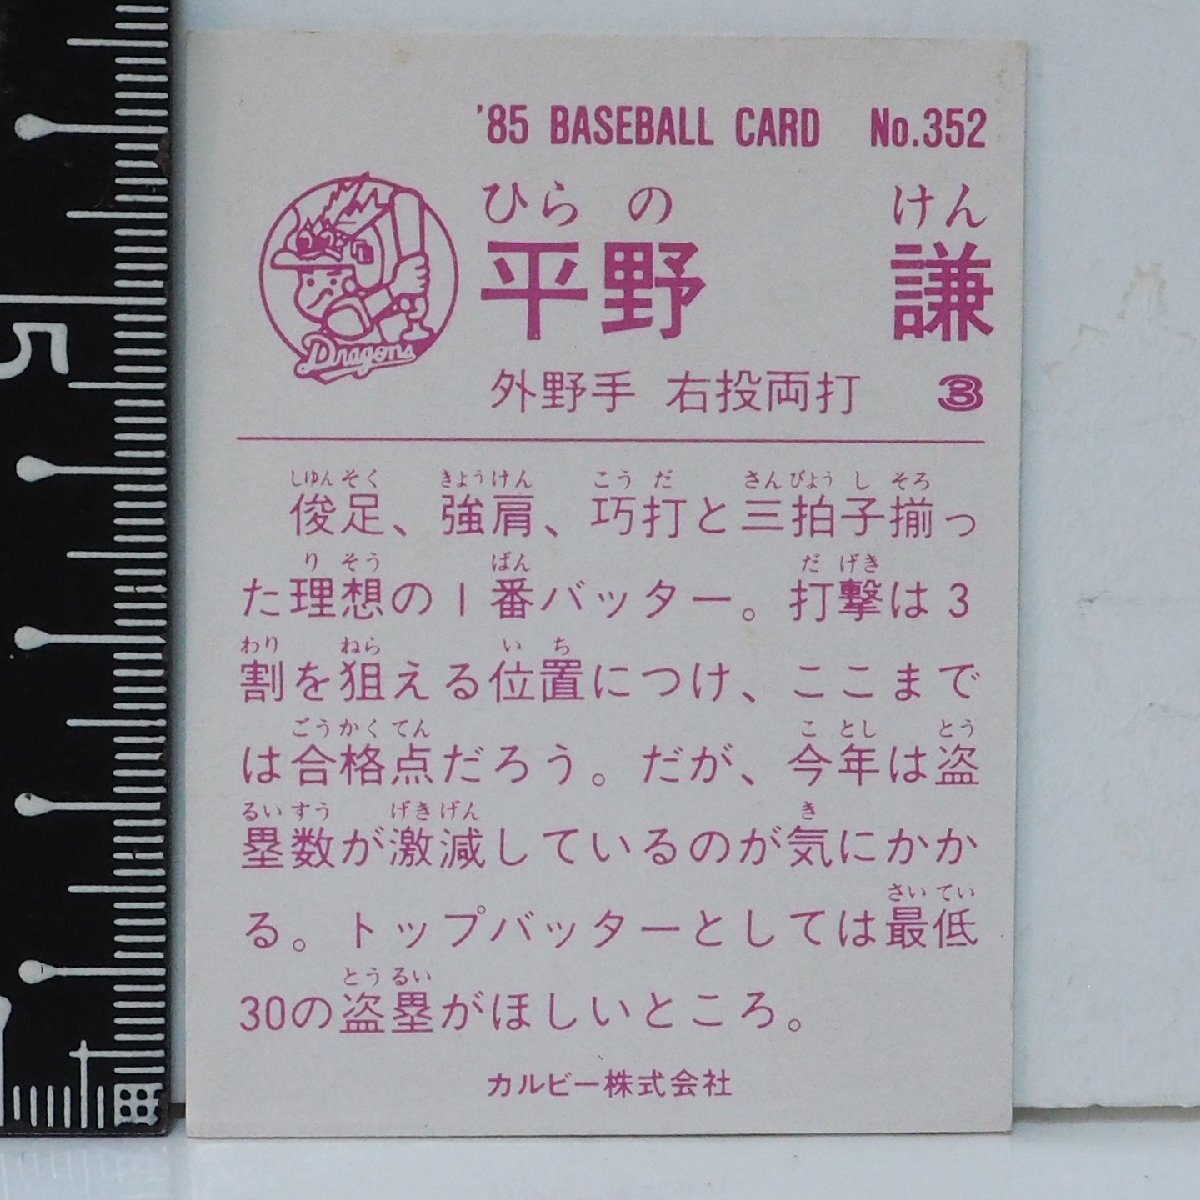 '85 BASEBALL CARD No.352
ひらの けん
平野 謙
Dragons
外野手 右投両打 3
しゆんそく きようけん こうだ さんびようしそろ
俊足、強肩、巧打と三拍子揃っ
りそう ばん だげき
た理想の1番バッター。打撃は3
わり ねら いち
割を狙える位置につけ、ここまで
ごうかくてん ことし とう
は合格点だろう。だが、今年は盗
るいすう げきげん き
塁数が激減しているのが気にかか
さいてい
る。トップバッターとしては最低
とうるい
30の盗塁がほしいところ。
カルビー株式会社
5